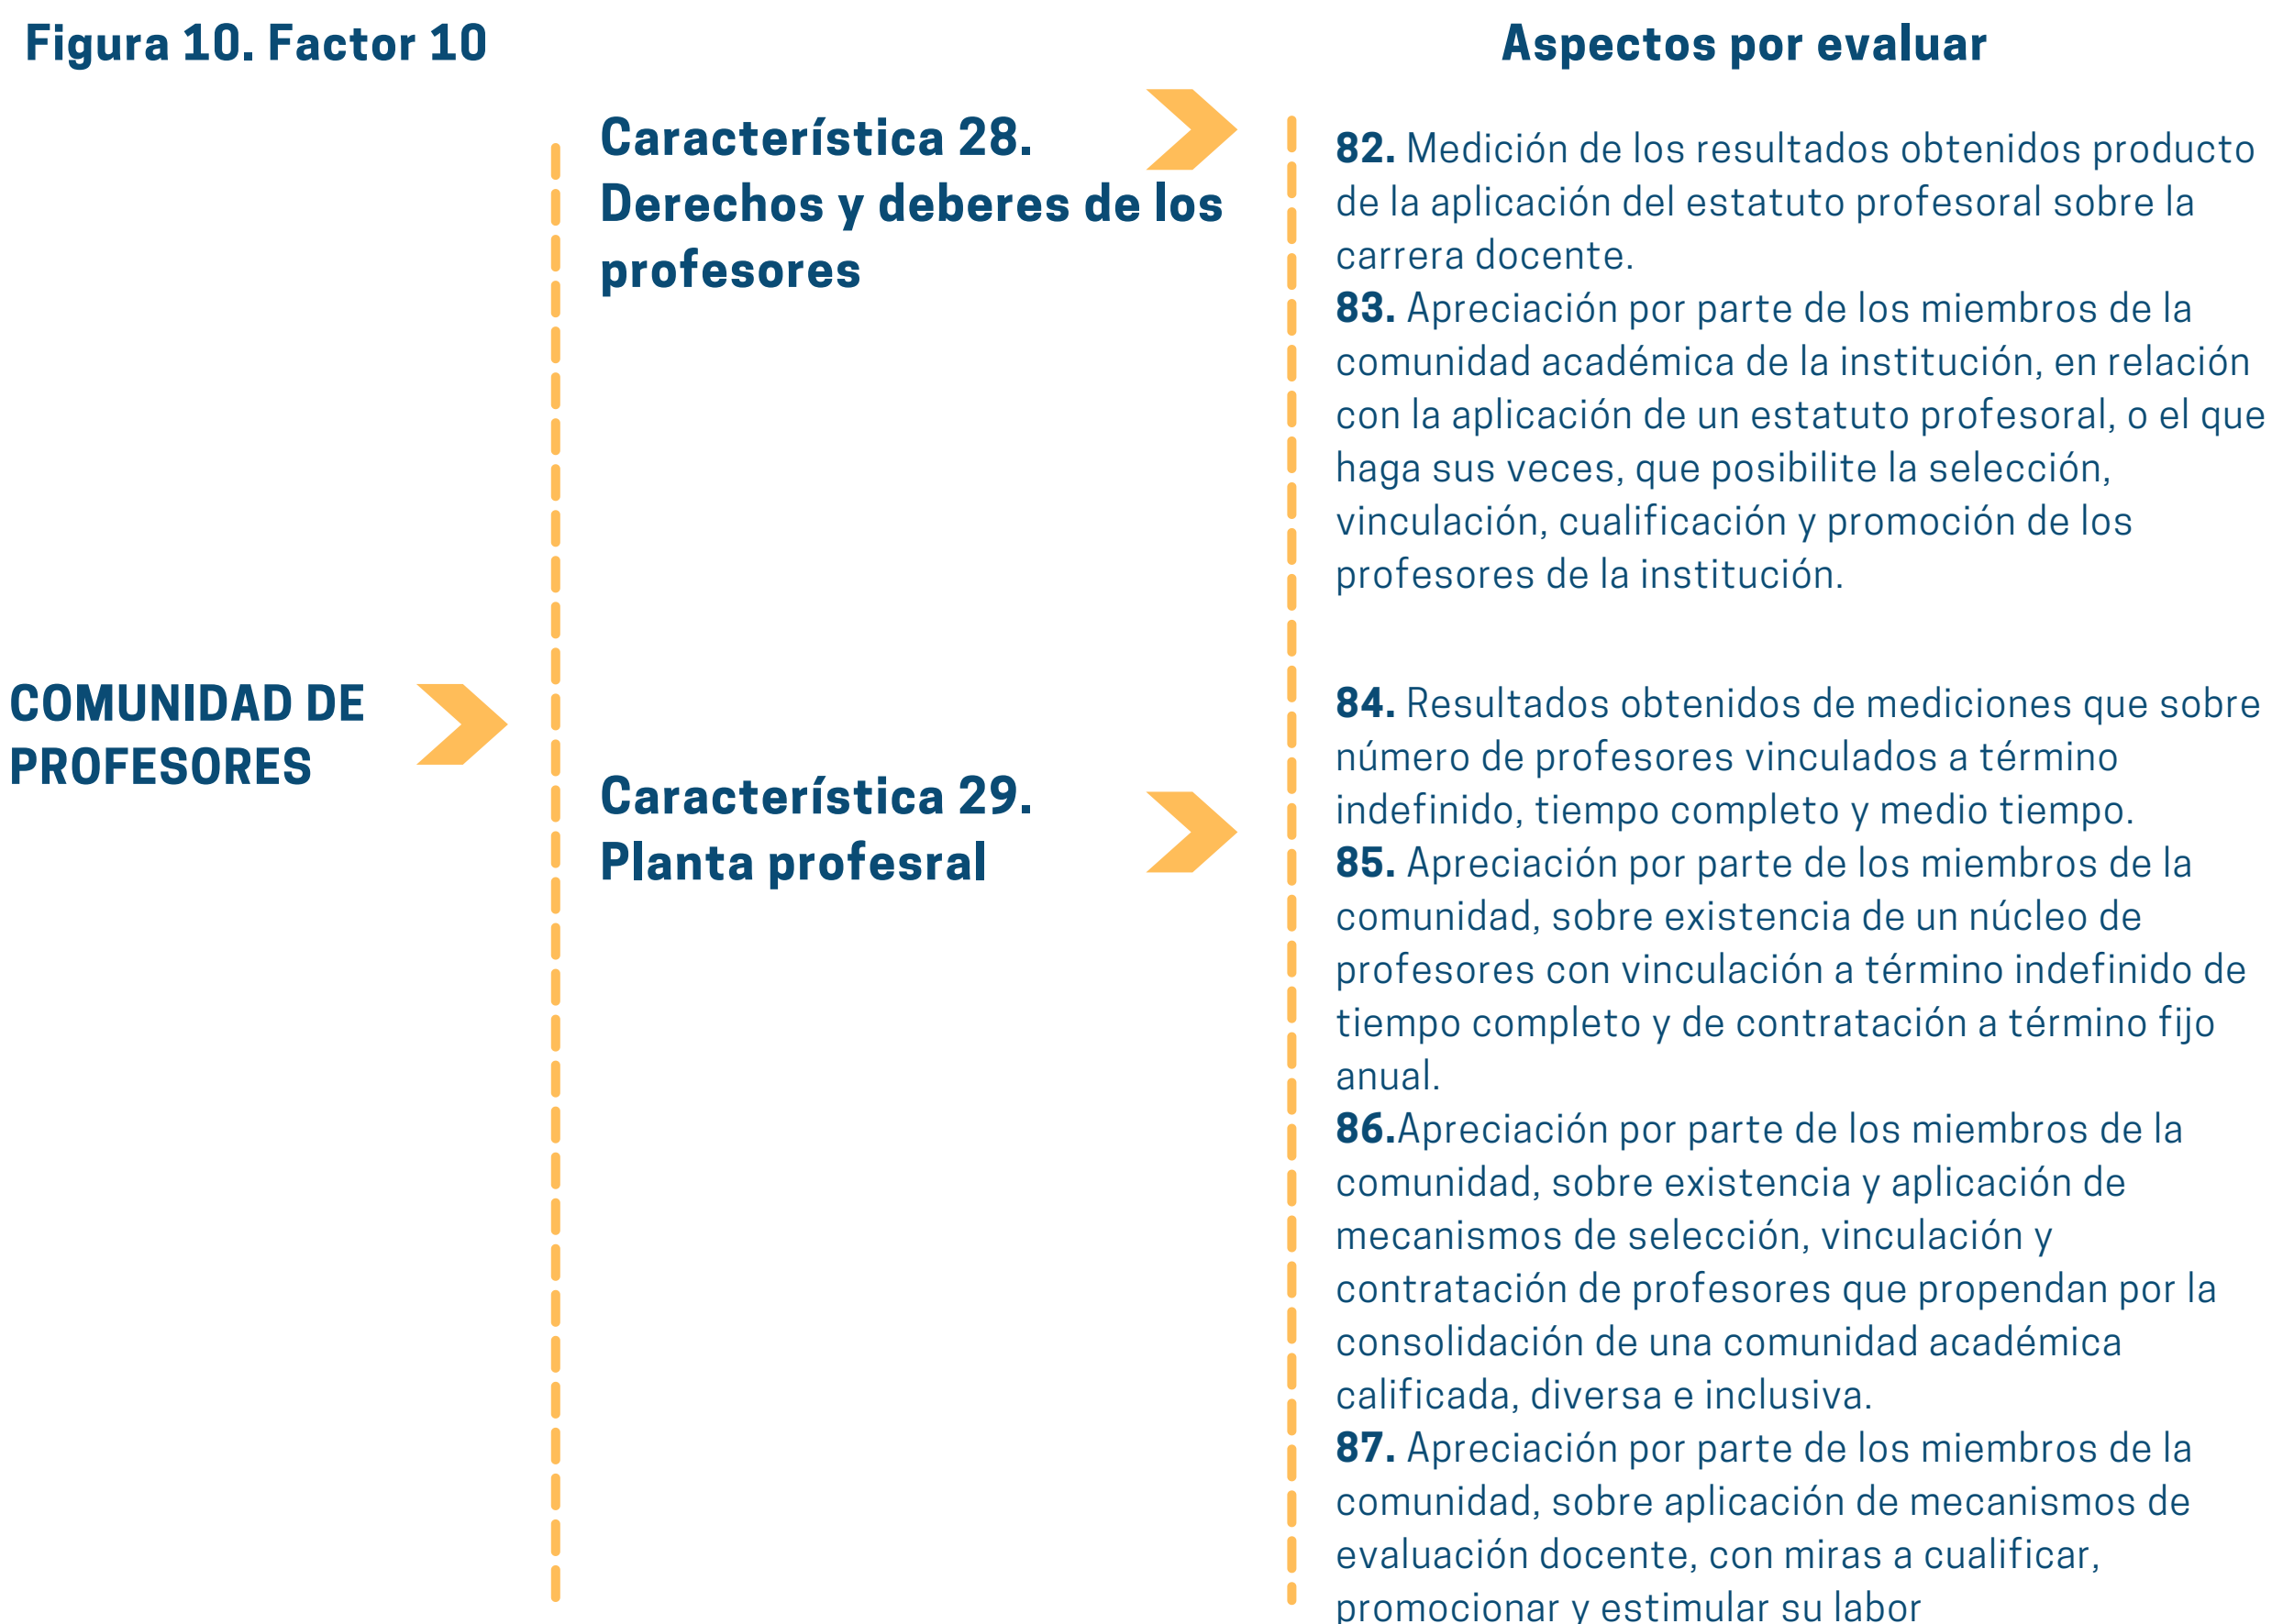 Figura 10. Factor 10
Aspectos por evaluar
COMUNIDAD DE
PROFESORES
Característica 28.
Derechos y deberes de los
profesores
82. Medición de los resultados obtenidos producto
de la aplicación del estatuto profesoral sobre la
carrera docente.
83. Apreciación por parte de los miembros de la
comunidad académica de la institución, en relación
con la aplicación de un estatuto profesoral, o el que
haga sus veces, que posibilite la selección,
vinculación, cualificación y promoción de los
profesores de la institución.
Característica 29.
Planta profesral
84. Resultados obtenidos de mediciones que sobre
número de profesores vinculados a término
indefinido, tiempo completo y medio tiempo.
85. Apreciación por parte de los miembros de la
comunidad, sobre existencia de un núcleo de
profesores con vinculación a término indefinido de
tiempo completo y de contratación a término fijo
anual.
86.Apreciación por parte de los miembros de la
comunidad, sobre existencia y aplicación de
mecanismos de selección, vinculación y
contratación de profesores que propendan por la
consolidación de una comunidad académica
calificada, diversa e inclusiva.
87. Apreciación por parte de los miembros de la
comunidad, sobre aplicación de mecanismos de
evaluación docente, con miras a cualificar,
promocionar y estimular su labor